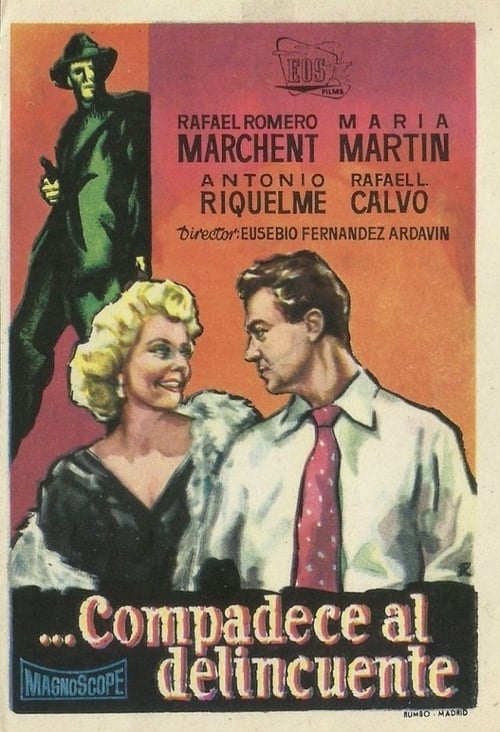 EOS
FILMS
RAFAEL ROMERO MARIA
MARCHENT MARTIN
ANTONIO RAFAEL L.
RIQUELME CALVO
Director: EUSEBIO FERNANDEZ ARDAVIN
...Compadece al
delincuente
MAGNOSCOPE
RUMBO - MADRID